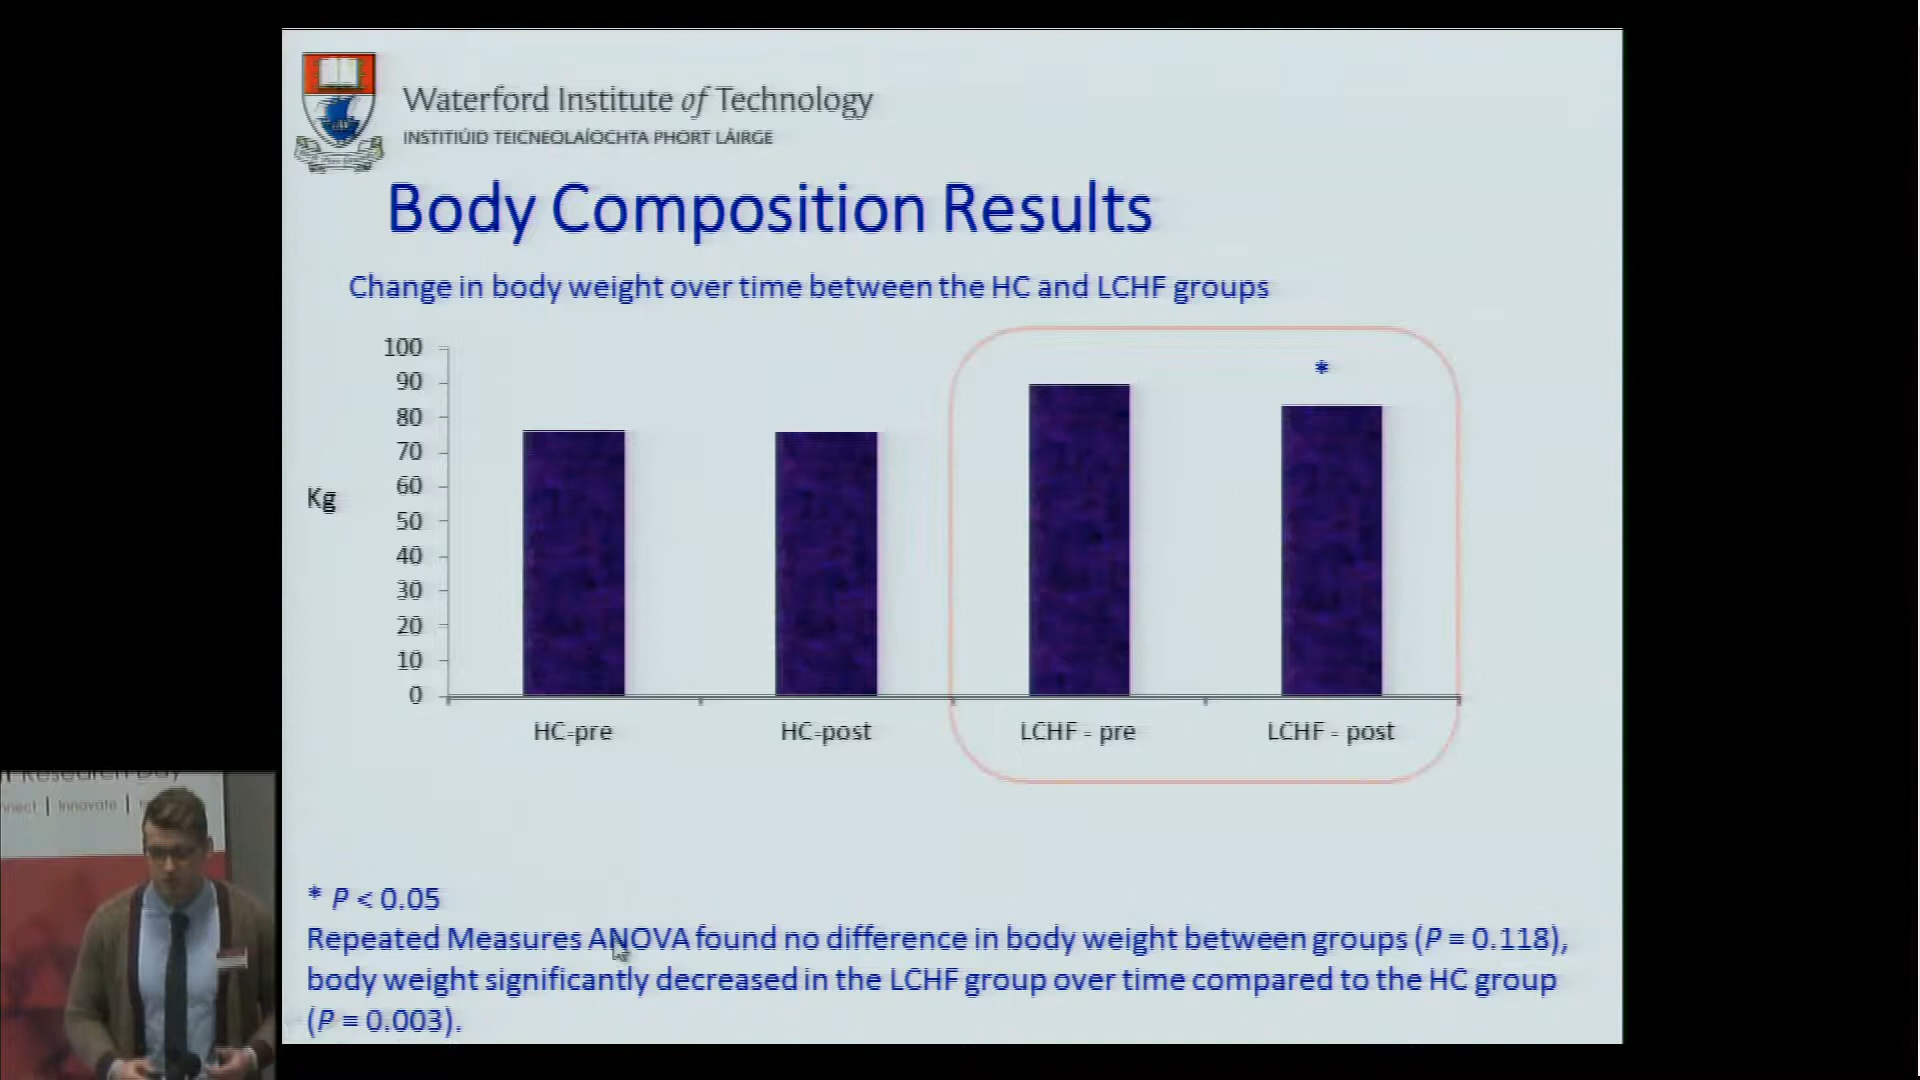 Waterford Institute of Technology
INSTITIÚID TEICNEOLAÍOCHTA PHORT LÁIRGE
Body Composition Results
Change in body weight over time between the HC and LCHF groups
100
90
80
70
60
50
40
30
20
10
0
Kg
*
HC-pre HC-post LCHF - pre LCHF - post
* P < 0.05
Repeated Measures ANOVA found no difference in body weight between groups (P = 0.118),
body weight significantly decreased in the LCHF group over time compared to the HC group
(P = 0.003).
Research Day
| Innovate |